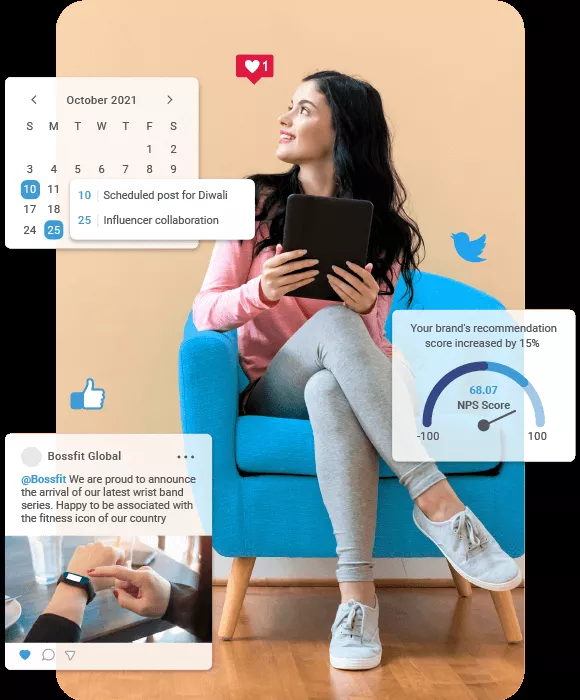 1
October 2021
S M T W T F S
1 2
3 4 5 6 7 8 9
10 11
10 Scheduled post for Diwali
17 18
25 Influencer collaboration
24 25
Your brand's recommendation
score increased by 15%
68.07
NPS Score
-100 100
Bossfit Global
@Bossfit We are proud to announce
the arrival of our latest wrist band
series. Happy to be associated with
the fitness icon of our country